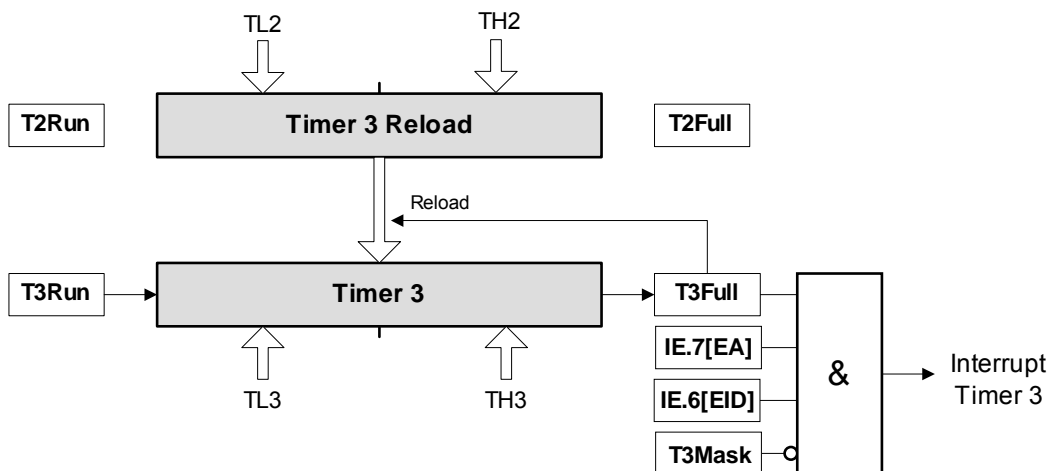 TL2
TH2
T2Run
Timer 3 Reload
T2Full
Reload
T3Run
Timer 3
T3Full
IE.7[EA]
TL3
TH3
IE.6[EID]
T3Mask
&
Interrupt
Timer 3